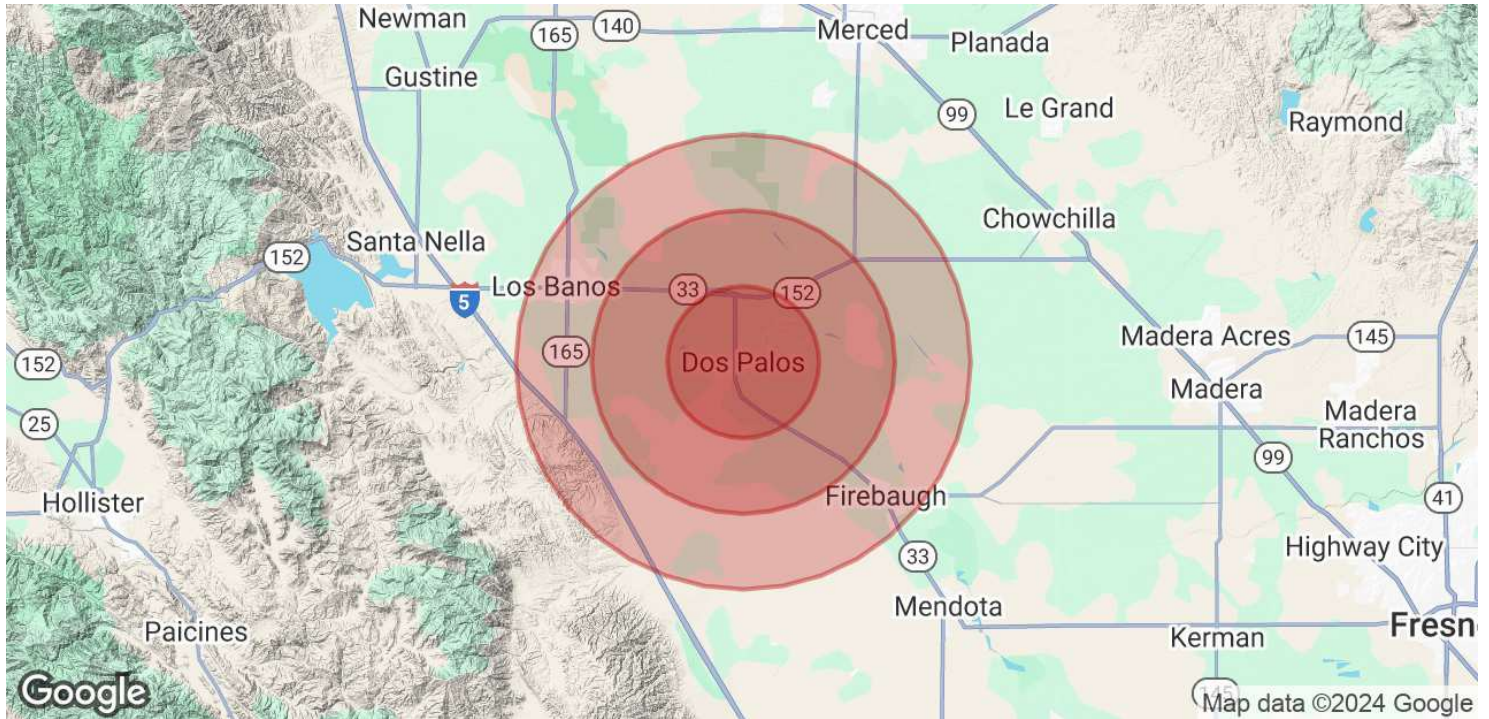 Newman
165
140
Merced
Planada
Gustine
99
Le Grand
Raymond
Chowchilla
Santa Nella
152
Los Banos
33
152
5
Madera Acres
145
165
Dos Palos
152
Madera
25
Madera
Ranchos
99
Firebaugh
41
Hollister
Highway City
33
Mendota
Paicines
Kerman
Fresn
145
Google
Map data ©2024 Google